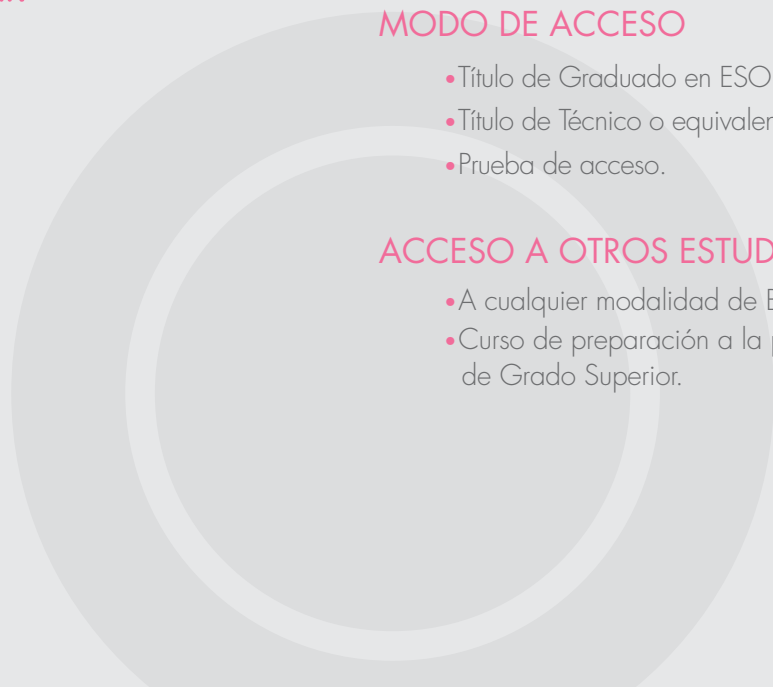 MODO DE ACCESO
•Título de Graduado en ESO
•Título de Técnico o
•Prueba de acceso.
ACCESO A OTROS
•A cualquier modalidad de
•Curso de preparación a la
de Grado Superior.